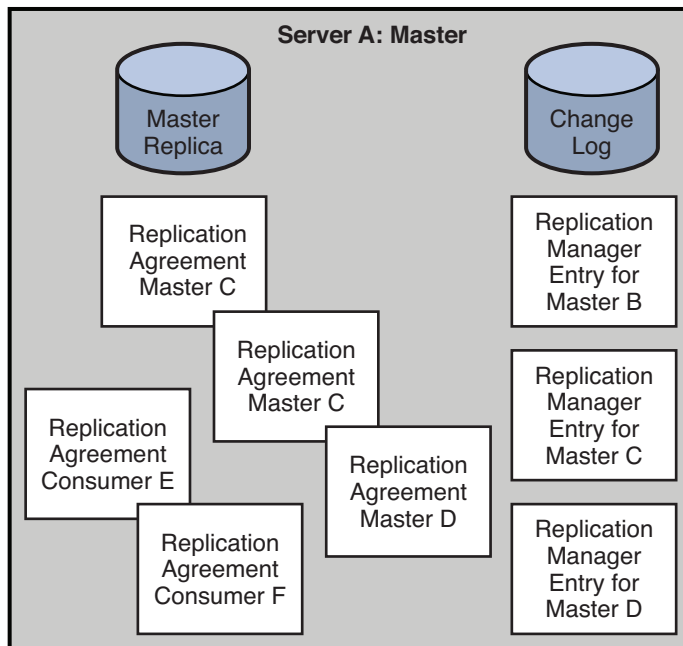 Server A: Master
Master
Replica
Change
Log
Replication
Agreement
Master C
Replication
Agreement
Master C
Replication
Agreement
Master D
Replication
Agreement
Consumer E
Replication
Agreement
Consumer F
Replication
Manager
Entry for
Master B
Replication
Manager
Entry for
Master C
Replication
Manager
Entry for
Master D